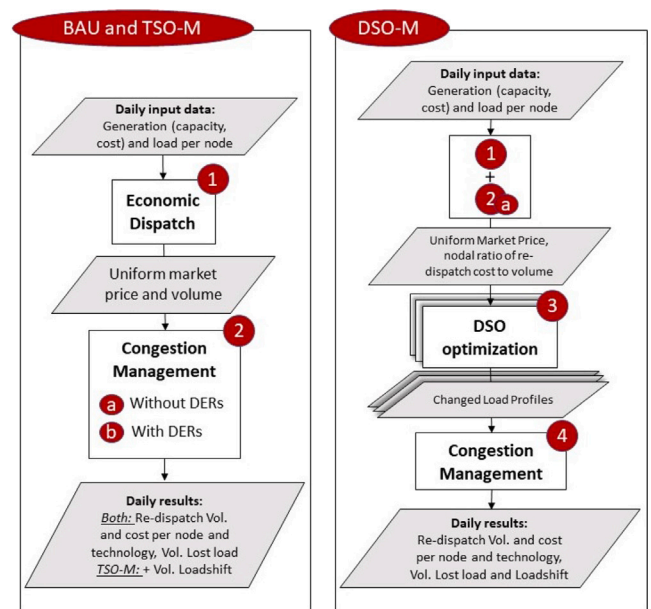 BAU and TSO-M
Daily input data:
Generation (capacity,
cost) and load per
node
1
Economic
Dispatch
Uniform market
price and volume
2
Congestion
Management
a Without DERs
b With DERs
Daily results:
Both: Re-dispatch Vol.
and cost per node and
technology, Vol. Lost load
TSO-M: + Vol. Loadshift
DSO-M
Daily input data:
Generation (capacity,
cost) and load per node
1
+
2 a
Uniform Market Price,
nodal ratio of re-
dispatch cost to volume
3
DSO
optimization
Changed Load Profiles
4
Congestion
Management
Daily results:
Re-dispatch Vol. and cost
per node and technology,
Vol. Lost load and Loadshift